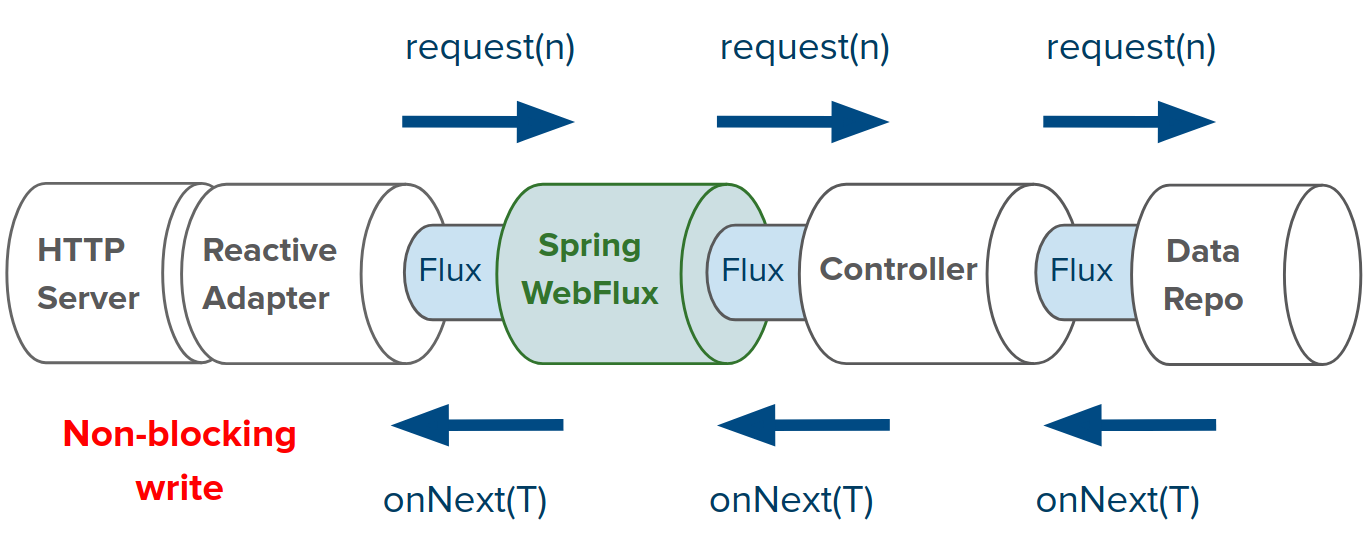 request(n) request(n) request(n)
HTTP
Server
Reactive
Adapter
Flux
Spring
WebFlux
Flux
Controller
Flux
Data
Repo
Non-blocking
write
onNext(T) onNext(T) onNext(T)